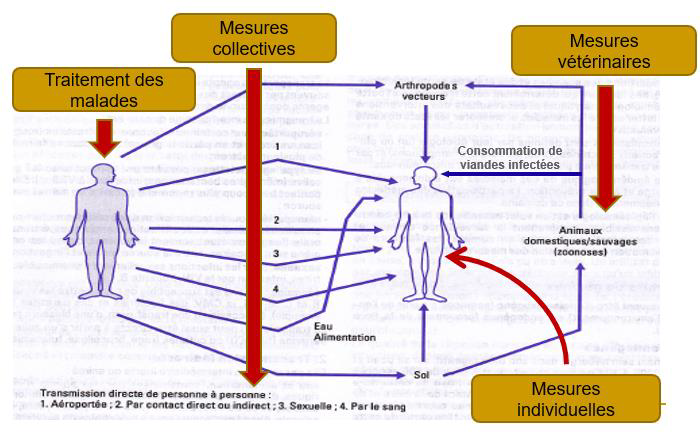 Mesures
collectives
Mesures
vétérinaires
Traitement des
malades
Arthropodes
vecteurs
Consommation de
viandes infectées
1
2
3
4
Animaux
domestiques/sauvages
(zoonoses)
Eau
Alimentation
Sol
Mesures
individuelles
Transmission directe de personne à personne :
1. Aéroportée ; 2. Par contact direct ou indirect ; 3. Sexuelle ; 4. Par le sang